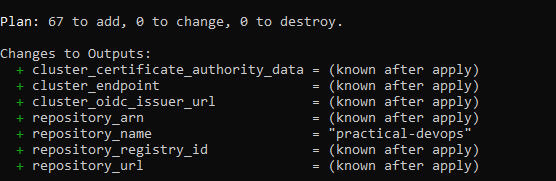 Plan: 67 to add, 0 to change, 0 to destroy.
Changes to Outputs:
+ cluster_certificate_authority_data = (known after apply)
+ cluster_endpoint = (known after apply)
+ cluster_oidc_issuer_url = (known after apply)
+ repository_arn = (known after apply)
+ repository_name = "practical-devops"
+ repository_registry_id = (known after apply)
+ repository_url = (known after apply)